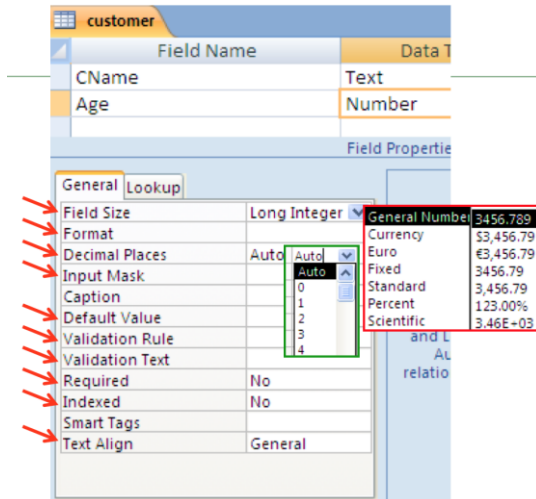 customer
Field Name Data T
CName Text
Age Number
Field Propertie
General Lookup
Field Size Long Integer
Format
Decimal Places Auto
Input Mask
Caption
Default Value
Validation Rule
Validation Text
Required No
Indexed No
Smart Tags
Text Align General
Auto
Auto
0
1
2
3
4
General Number 3456.789
Currency $3,456.79
Euro €3,456.79
Fixed 3456.79
Standard 3,456.79
Percent 123.00%
Scientific 3.46E+03
and L
Au
relatio